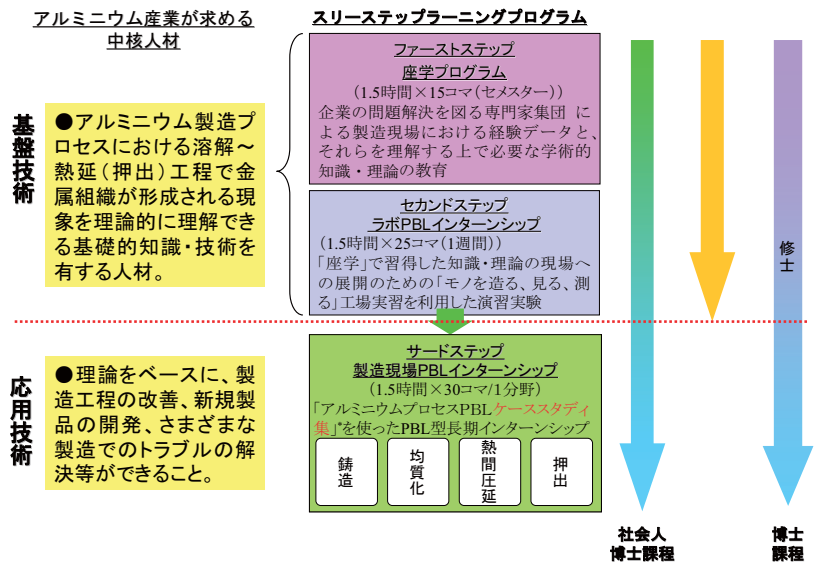 アルミニウム産業が求める
中核人材
スリーステップラーニングプログラム
基盤技術
●アルミニウム製造プ
ロセスにおける溶解～
熱延（押出）工程で金
属組織が形成される現
象を理論的に理解でき
る基礎的知識・技術を
有する人材。
ファーストステップ
座学プログラム
（1.5時間×15コマ（セメスター））
企業の問題解決を図る専門家集団 に
よる製造現場における経験データと、
それらを理解する上で必要な学術的
知識・理論の教育
セカンドステップ
ラボPBLインターンシップ
（1.5時間×25コマ（1週間））
「座学」で習得した知識・理論の現場へ
の展開のための「モノを造る、見る、測
る」工場実習を利用した演習実験
応用技術
●理論をベースに、製
造工程の改善、新規製
品の開発、さまざまな
製造でのトラブルの解
決等ができること。
サードステップ
製造現場PBLインターンシップ
（1.5時間×30コマ/1分野）
「アルミニウムプロセスPBLケーススタディ
集」*を使ったPBL型長期インターンシップ
鋳造
均質化
熱間圧延
押出
修士
社会人
博士課程
博士
課程